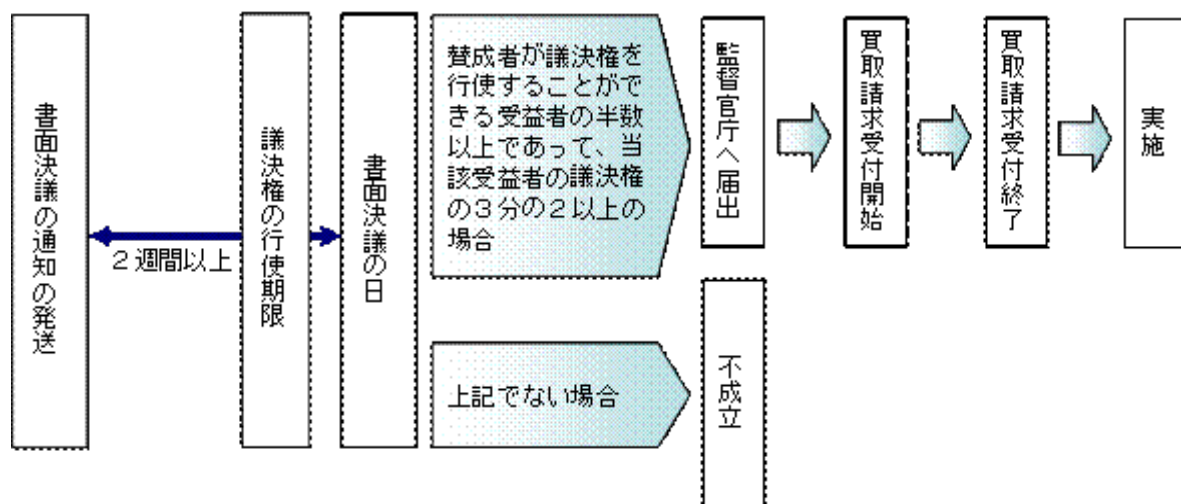 書面決議の通知の発送
2週間以上
議決権の行使期限
書面決議の日
賛成者が議決権を
行使することがで
きる受益者の半数
以上であって、当
該受益者の議決権
の3分の2以上の
場合
監督官庁へ届出
買取請求受付開始
買取請求受付終了
実施
上記でない場合
不成立